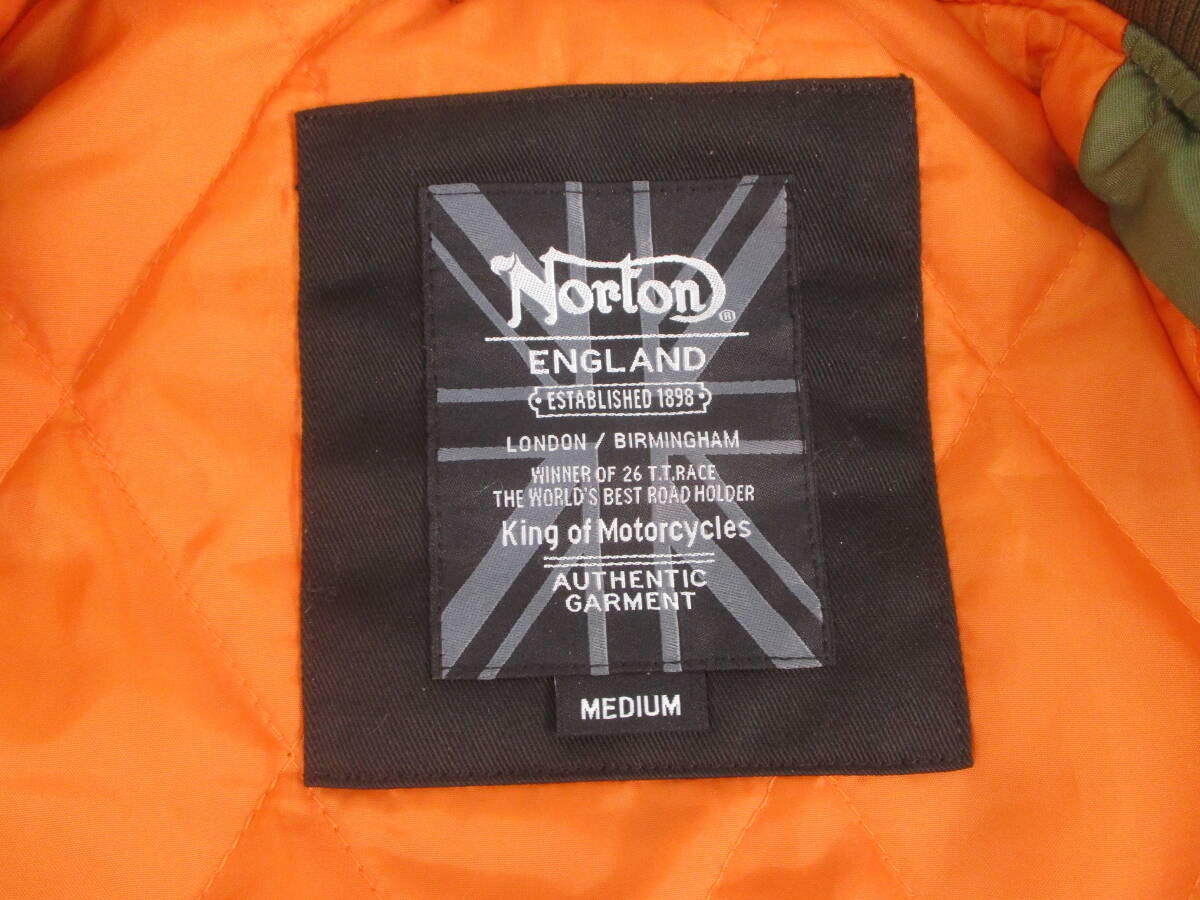 Norton®
ENGLAND
ESTABLISHED 1898
LONDON / BIRMINGHAM
WINNER OF 26 T.T.RACE
THE WORLD'S BEST ROAD HOLDER
King of Motorcycles
AUTHENTIC
GARMENT
MEDIUM